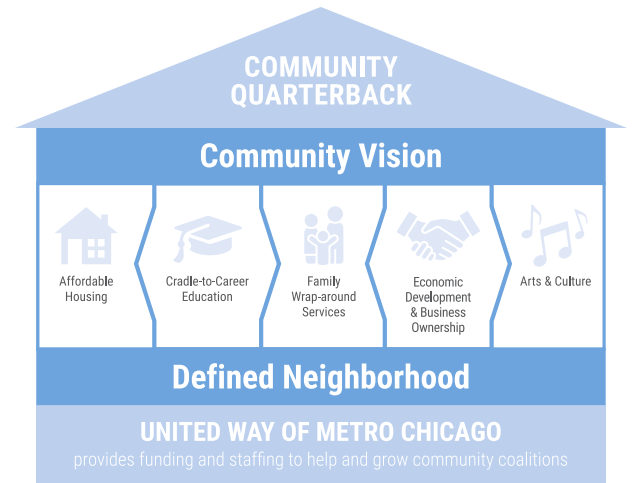 COMMUNITY
QUARTERBACK
Community Vision
Affordable
Housing
Cradle-to-Career
Education
Family
Wrap-around
Services
Economic
Development
& Business
Ownership
Arts & Culture
Defined Neighborhood
UNITED WAY OF METRO CHICAGO
provides funding and staffing to help and grow community coalitions